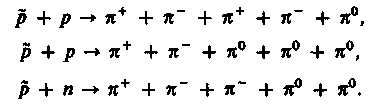 p̃ + p → π⁺ + π⁻ + π⁺ + π⁻ + π⁰,
p̃ + p → π⁺ + π⁻ + π⁰ + π⁰ + π⁰,
p̃ + n → π⁺ + π⁻ + π⁻ + π⁰ + π⁰.